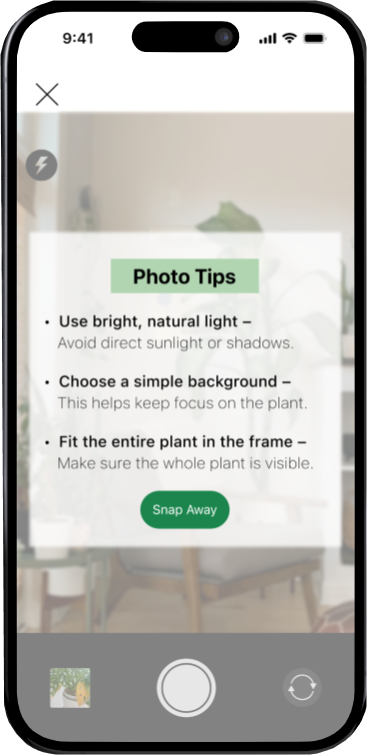 9:41
Photo Tips
• Use bright, natural light –
Avoid direct sunlight or shadows.
• Choose a simple background –
This helps keep focus on the plant.
• Fit the entire plant in the frame –
Make sure the whole plant is visible.
Snap Away